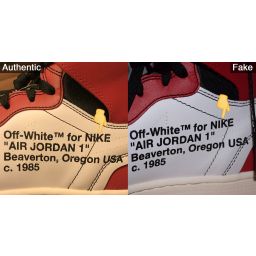 Authentic
Off-White™ for NIKE
"AIR JORDAN 1"
Beaverton, Oregon USA
c. 1985
Fake
Off-White™ for NIKE
"AIR JORDAN 1"
Beaverton, Oregon USA
c. 1985